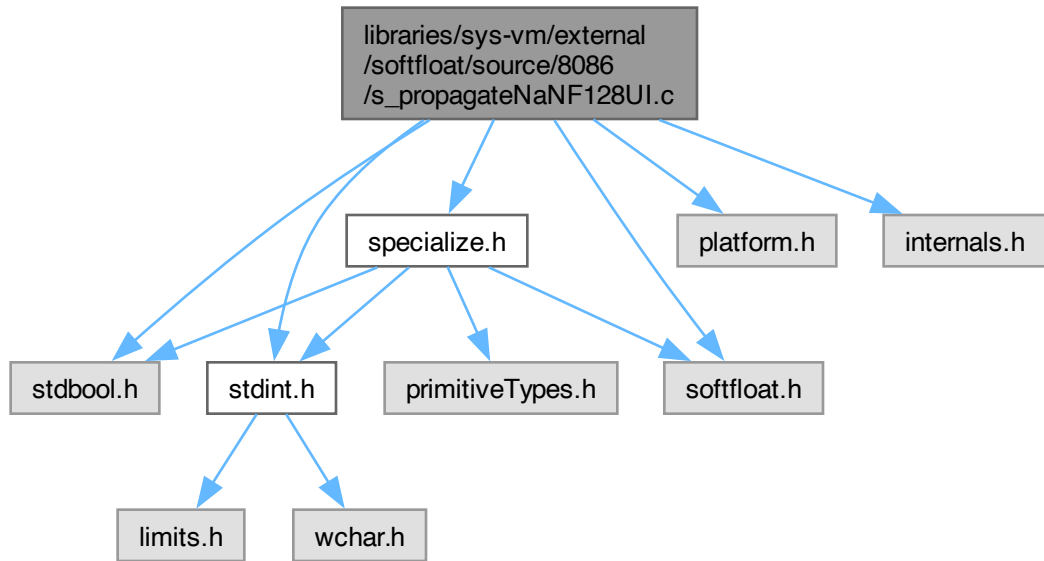 libraries/sys-vm/external
/softfloat/source/8086
/s_propagateNaNF128UI.c
specialize.h
platform.h
internals.h
stdbool.h
stdint.h
primitiveTypes.h
softfloat.h
limits.h
wchar.h